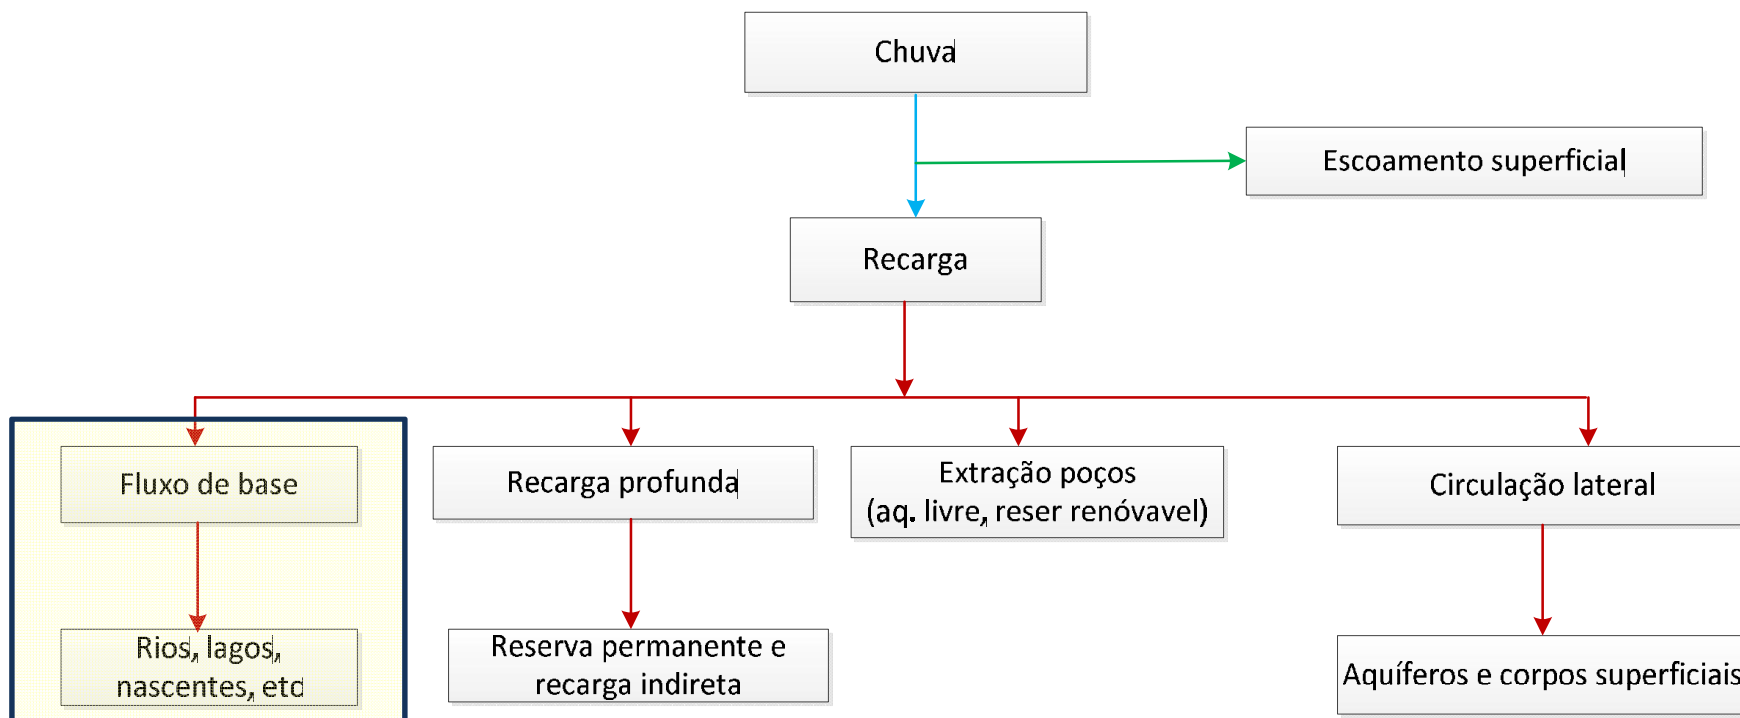 Chuva
Escoamento superficial
Recarga
Fluxo de base
Recarga profunda
Extração poços
(aq. livre, reser renóvavel)
Circulação lateral
Rios, lagos,
nascentes, etc
Reserva permanente e
recarga indireta
Aquíferos e corpos superficiais